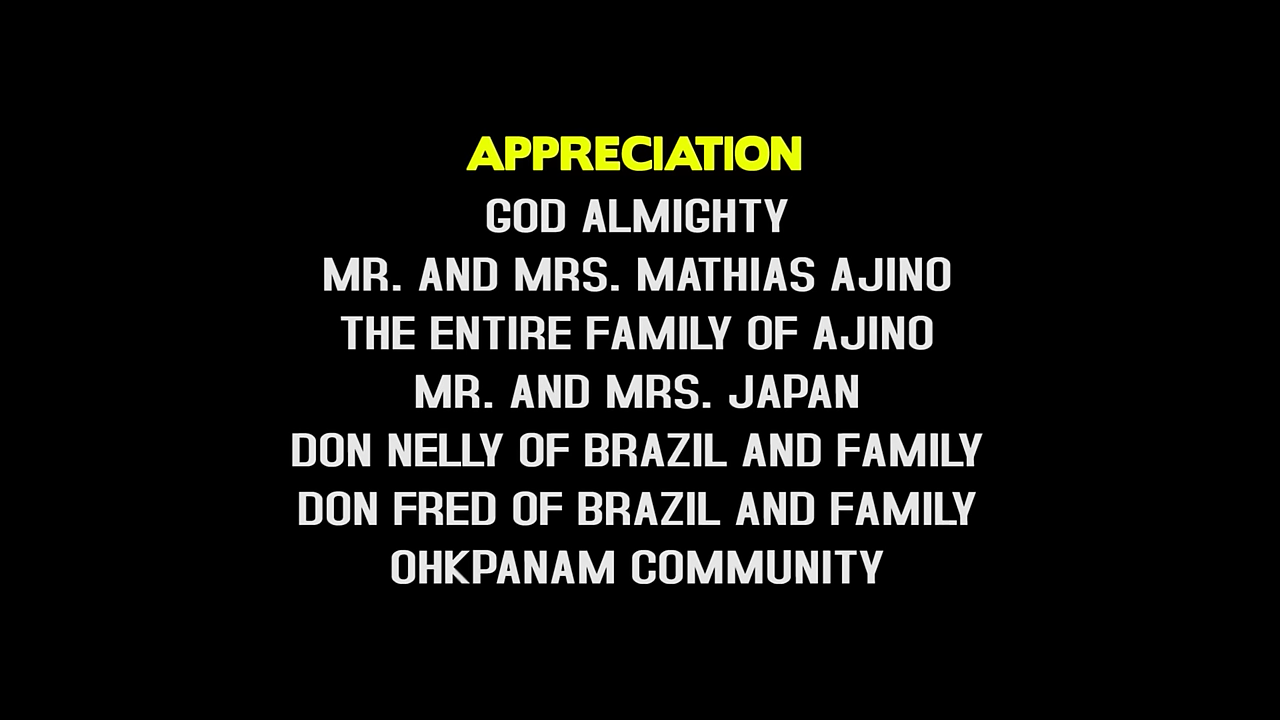 APPRECIATION
GOD ALMIGHTY
MR. AND MRS. MATHIAS AJINO
THE ENTIRE FAMILY OF AJINO
MR. AND MRS. JAPAN
DON NELLY OF BRAZIL AND FAMILY
DON FRED OF BRAZIL AND FAMILY
OHKPANAM COMMUNITY